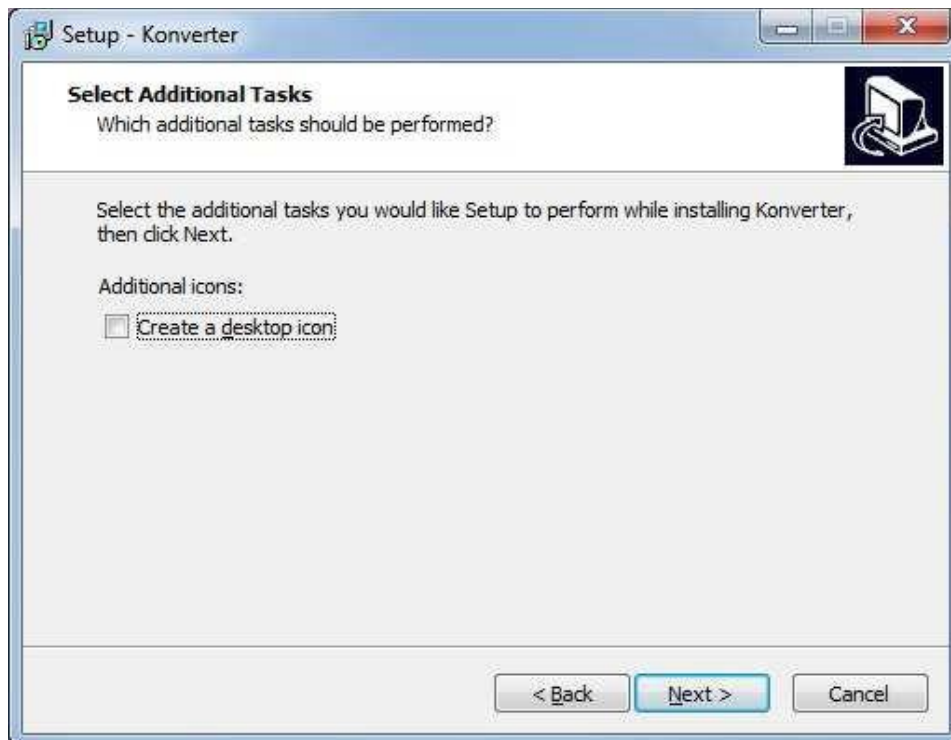 Setup - Konverter
Select Additional Tasks
Which additional tasks should be performed?
Select the additional tasks you would like Setup to perform while installing Konverter,
then click Next.
Additional icons:
Create a desktop icon
< Back
Next >
Cancel